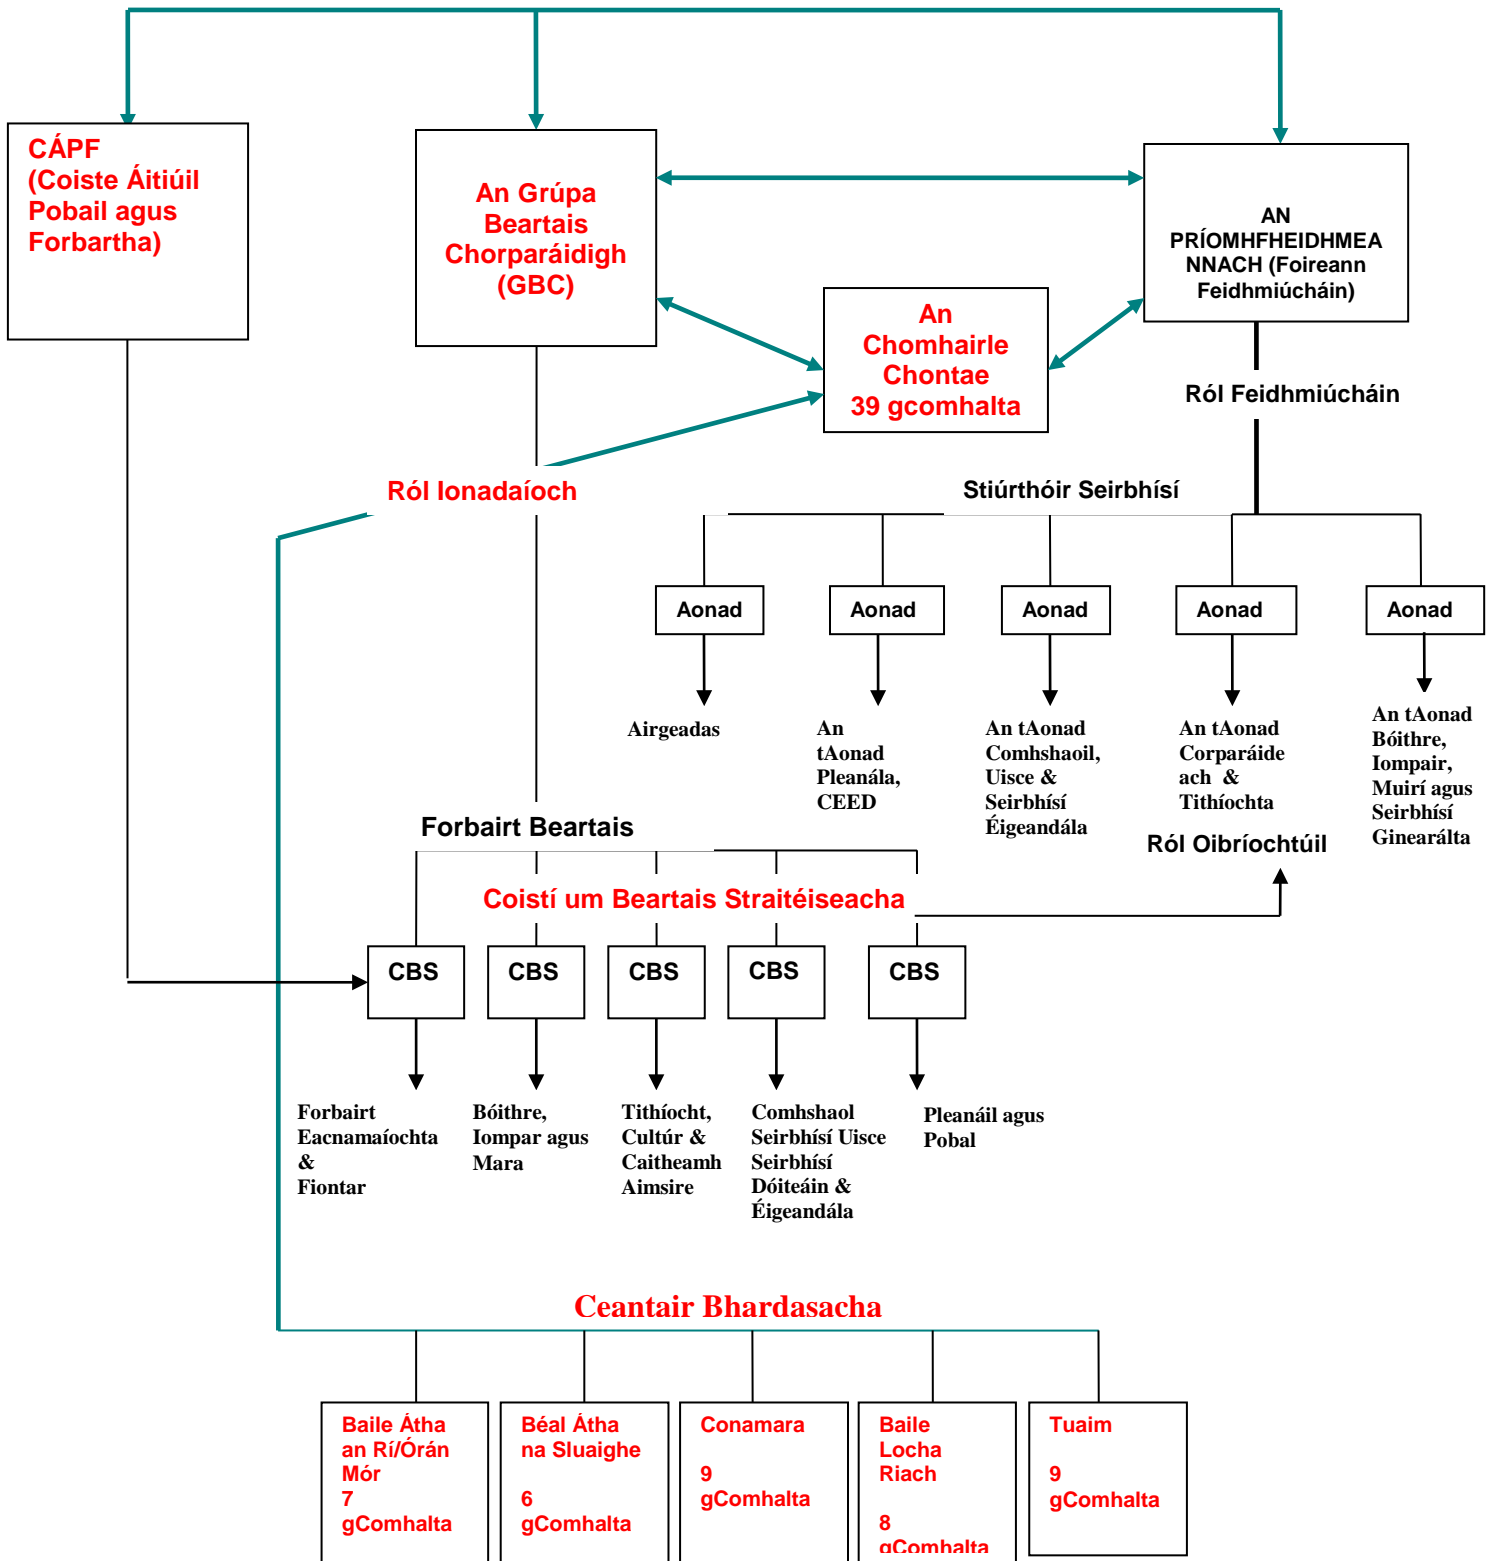 CÁPF
(Coiste Áitiúil
Pobail agus
Forbartha)
An Grúpa
Beartais
Chorparáidigh
(GBC)
AN
PRÍOMHFHEIDHMEA
NNACH (Foireann
Feidhmiúcháin)
An
Chomhairle
Chontae
39 gcomhalta
Ról Feidhmiúcháin
Ról Ionadaíoch
Stiúrthóir Seirbhísí
Aonad
Aonad
Aonad
Aonad
Aonad
Airgeadas
An
tAonad
Pleanála,
CEED
An tAonad
Comhshaoil,
Uisce &
Seirbhísí
Éigeandála
An tAonad
Corparáide
ach &
Tithíochta
An tAonad
Bóithre,
Iompair,
Muirí agus
Seirbhísí
Ginearálta
Forbairt Beartais
Ról Oibríochtúil
Coistí um Beartais Straitéiseacha
CBS
CBS
CBS
CBS
CBS
Forbairt
Eacnamaíochta
&
Fiontar
Bóithre,
Iompar agus
Mara
Tithíocht,
Cultúr &
Caitheamh
Aimsire
Comhshaol
Seirbhísí Uisce
Seirbhísí
Dóiteáin &
Éigeandála
Pleanáil agus
Pobal
Ceantair Bhardasacha
Baile Átha
an Rí/Órán
Mór
7
gComhalta
Béal Átha
na Sluaighe
6
gComhalta
Conamara
9
gComhalta
Baile
Locha
Riach
8
gComhalta
Tuaim
9
gComhalta